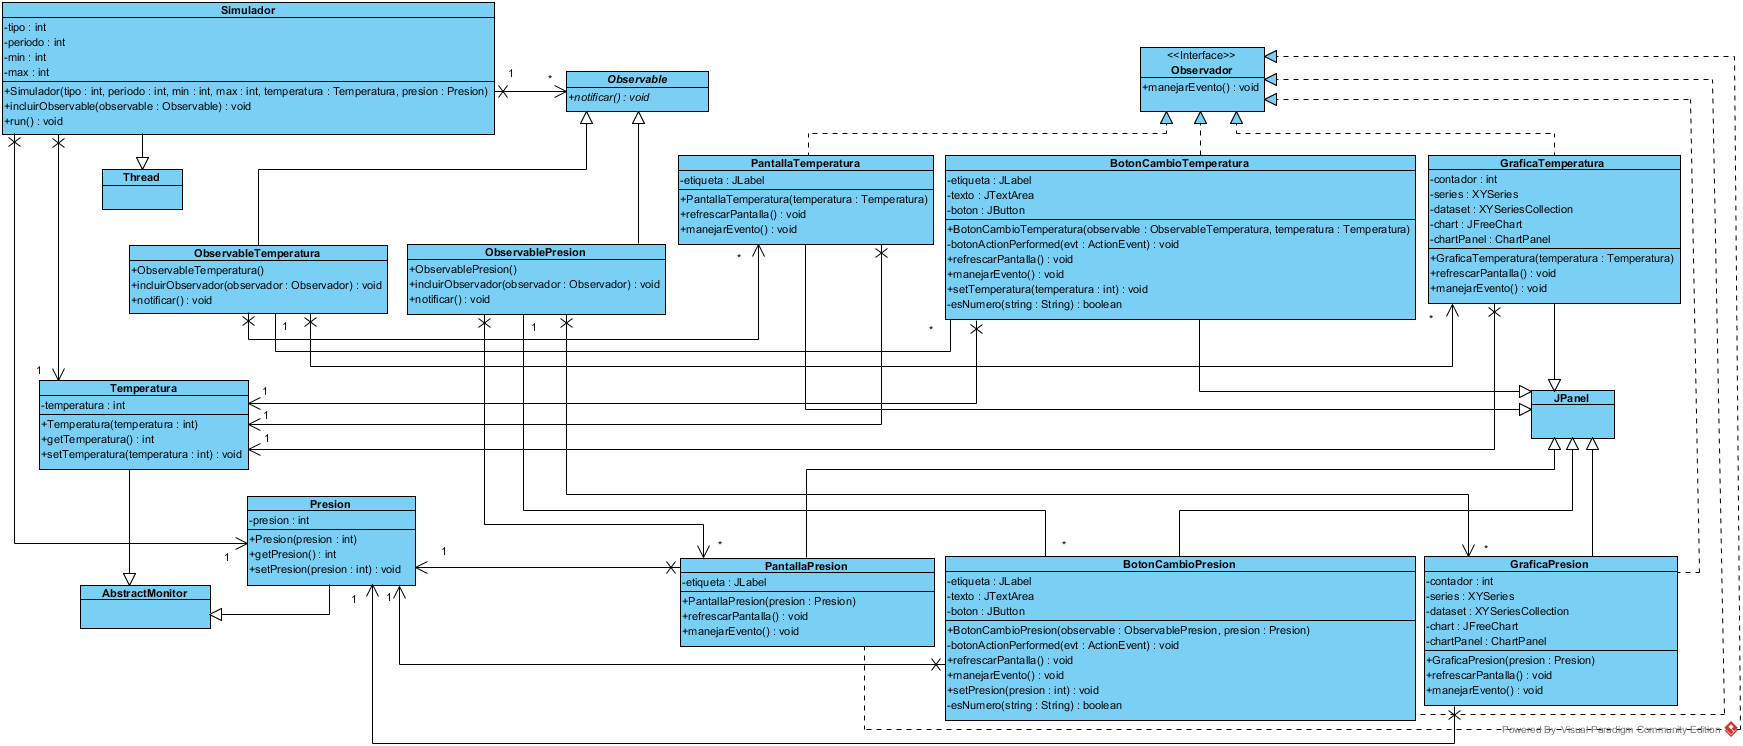 Simulador
-tipo : int
-periodo : int
-min : int
-max : int
+Simulador(tipo : int, periodo : int, min : int, max : int, temperatura : Temperatura, presion : Presion)
+incluirObservable(observable : Observable) : void
+run() : void
1
*
Observable
+notificar() : void
<<Interface>>
Observador
+manejarEvento() : void
Thread
PantallaTemperatura
-etiqueta : JLabel
+PantallaTemperatura(temperatura : Temperatura)
+refrescarPantalla() : void
+manejarEvento() : void
BotonCambioTemperatura
-etiqueta : JLabel
-texto : JTextArea
-boton : JButton
+BotonCambioTemperatura(observable : ObservableTemperatura, temperatura : Temperatura)
-botonActionPerformed(evt : ActionEvent) : void
+refrescarPantalla() : void
+manejarEvento() : void
+setTemperatura(temperatura : int) : void
-esNumero(string : String) : boolean
GraficaTemperatura
-contador : int
-series : XYSeries
-dataset : XYSeriesCollection
-chart : JFreeChart
-chartPanel : ChartPanel
+GraficaTemperatura(temperatura : Temperatura)
+refrescarPantalla() : void
+manejarEvento() : void
ObservableTemperatura
+ObservableTemperatura()
+incluirObservador(observador : Observador) : void
+notificar() : void
ObservablePresion
+ObservablePresion()
+incluirObservador(observador : Observador) : void
+notificar() : void
*
1
1
*
*
1
Temperatura
-temperatura : int
+Temperatura(temperatura : int)
+getTemperatura() : int
+setTemperatura(temperatura : int) : void
1
1
1
JPanel
Presion
-presion : int
+Presion(presion : int)
+getPresion() : int
+setPresion(presion : int) : void
1
1
1
1
*
*
*
AbstractMonitor
PantallaPresion
-etiqueta : JLabel
+PantallaPresion(presion : Presion)
+refrescarPantalla() : void
+manejarEvento() : void
BotonCambioPresion
-etiqueta : JLabel
-texto : JTextArea
-boton : JButton
+BotonCambioPresion(observable : ObservablePresion, presion : Presion)
-botonActionPerformed(evt : ActionEvent) : void
+refrescarPantalla() : void
+manejarEvento() : void
+setPresion(presion : int) : void
-esNumero(string : String) : boolean
GraficaPresion
-contador : int
-series : XYSeries
-dataset : XYSeriesCollection
-chart : JFreeChart
-chartPanel : ChartPanel
+GraficaPresion(presion : Presion)
+refrescarPantalla() : void
+manejarEvento() : void
Powered By Visual Paradigm Community Edition